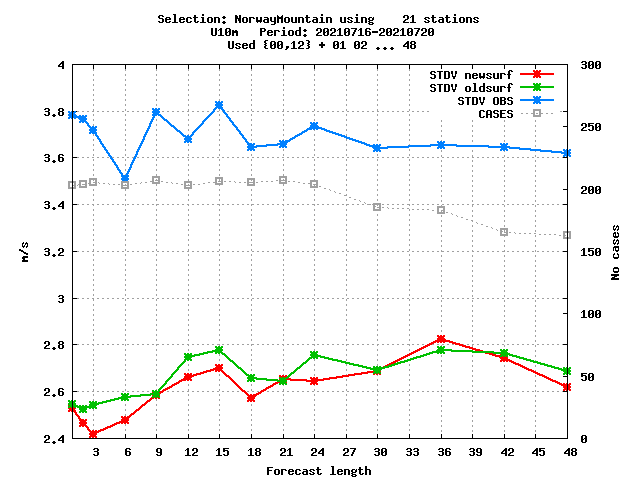 Selection: NorwayMountain using 21 stations
U10m Period: 20210716-20210720
Used {00,12} + 01 02 ... 48
STDV newsurf
STDV oldsurf
STDV OBS
CASES
4
3.8
3.6
3.4
3.2
3
2.8
2.6
2.4
m/s
300
250
200
150
100
50
0
No cases
3 6 9 12 15 18 21 24 27 30 33 36 39 42 45 48
Forecast length